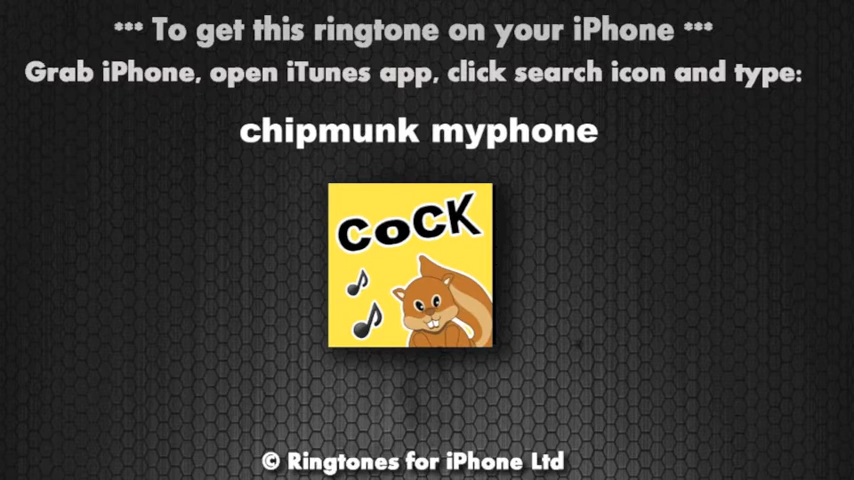 *** To get this ringtone on your iPhone ***
Grab iPhone, open iTunes app, click search icon and type:
chipmunk myphone
CoCK
© Ringtones for iPhone Ltd